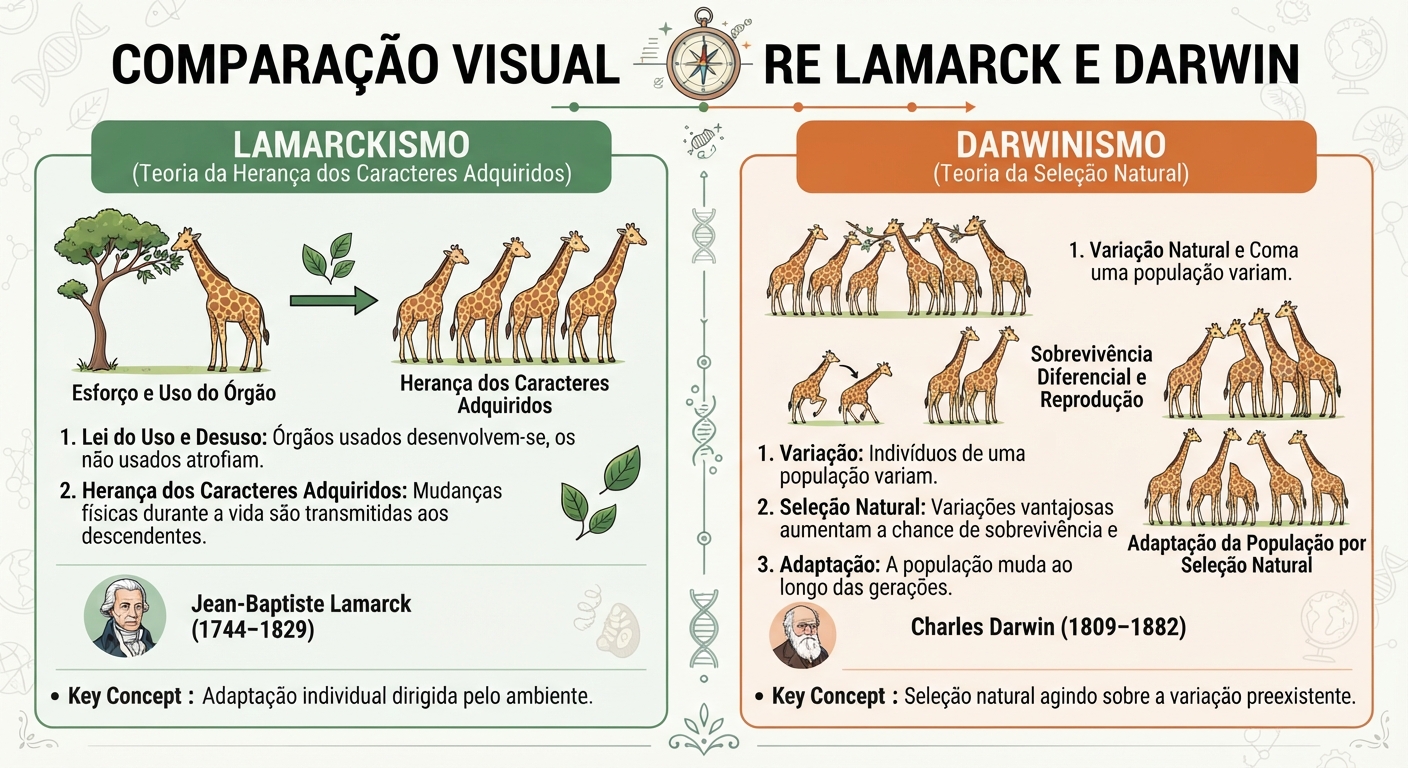 COMPARAÇÃO VISUAL RE LAMARCK E DARWIN
LAMARCKISMO
(Teoria da Herança dos Caracteres Adquiridos)
Esforço e Uso do Órgão
Herança dos Caracteres
Adquiridos
1. Lei do Uso e Desuso: Órgãos usados desenvolvem-se, os
não usados atrofiam.
2. Herança dos Caracteres Adquiridos: Mudanças
físicas durante a vida são transmitidas aos
descendentes.
Jean-Baptiste Lamarck
(1744–1829)
• Key Concept : Adaptação individual dirigida pelo ambiente.
DARWINISMO
(Teoria da Seleção Natural)
1. Variação Natural e Coma
uma população variam.
Sobrevivência
Diferencial e
Reprodução
1. Variação: Indivíduos de uma
população variam.
2. Seleção Natural: Variações vantajosas
aumentam a chance de sobrevivência e
3. Adaptação: A população muda ao
longo das gerações.
Adaptação da População por
Seleção Natural
Charles Darwin (1809–1882)
• Key Concept : Seleção natural agindo sobre a variação preexistente.